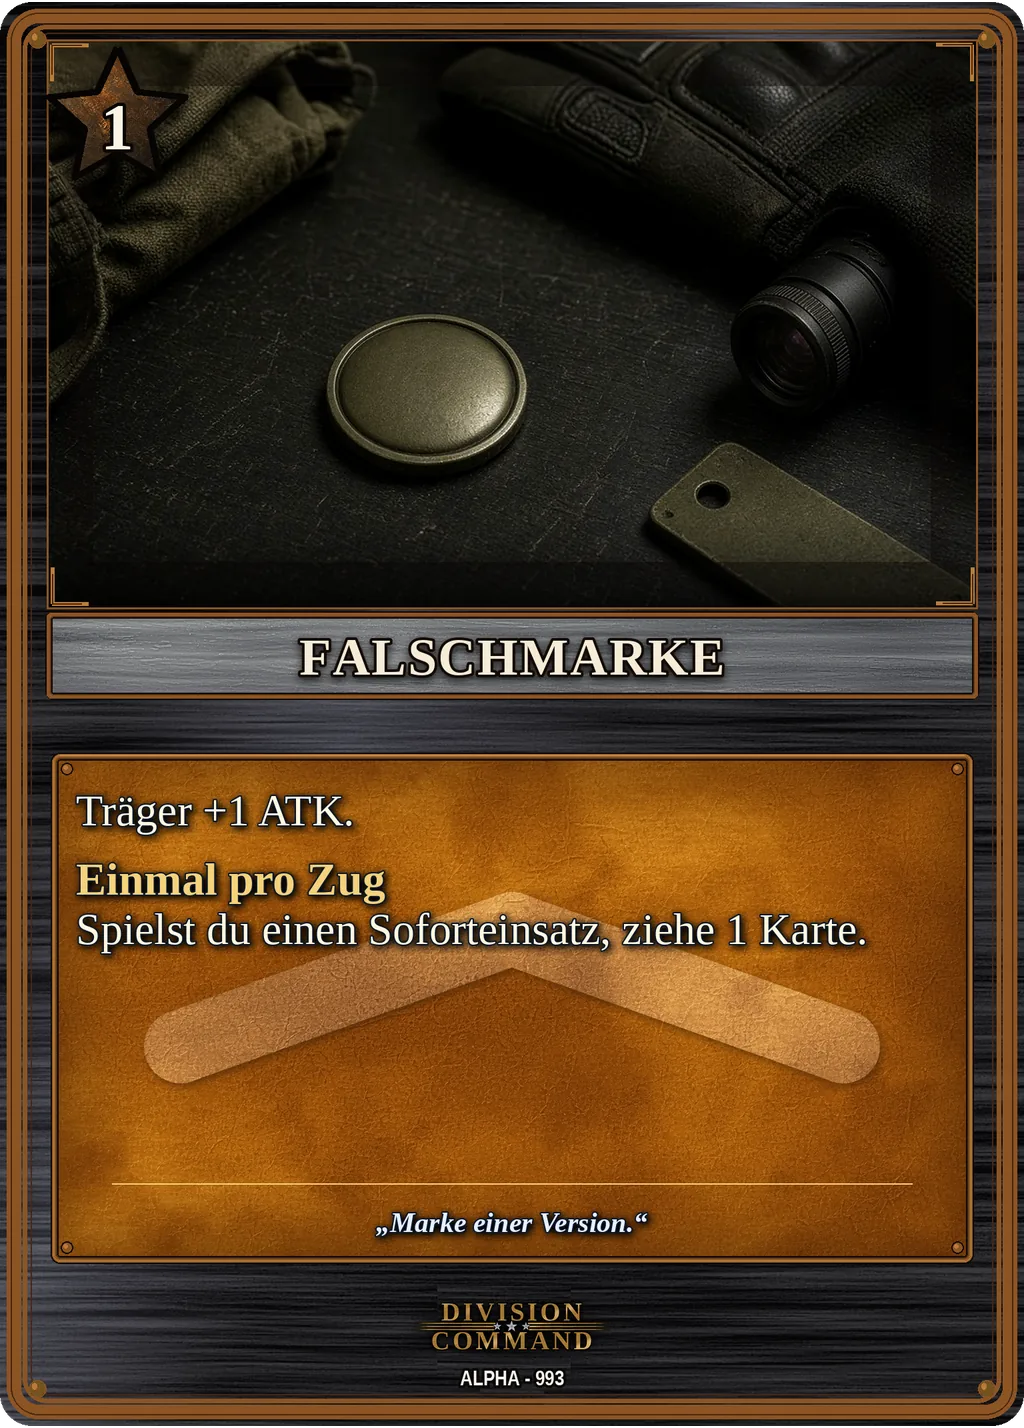 1
FALSCHMARKE
Träger +1 ATK.
Einmal pro Zug
Spielst du einen Soforteinsatz, ziehe 1 Karte.
„Marke einer Version.“
DIVISION
COMMAND
ALPHA - 993